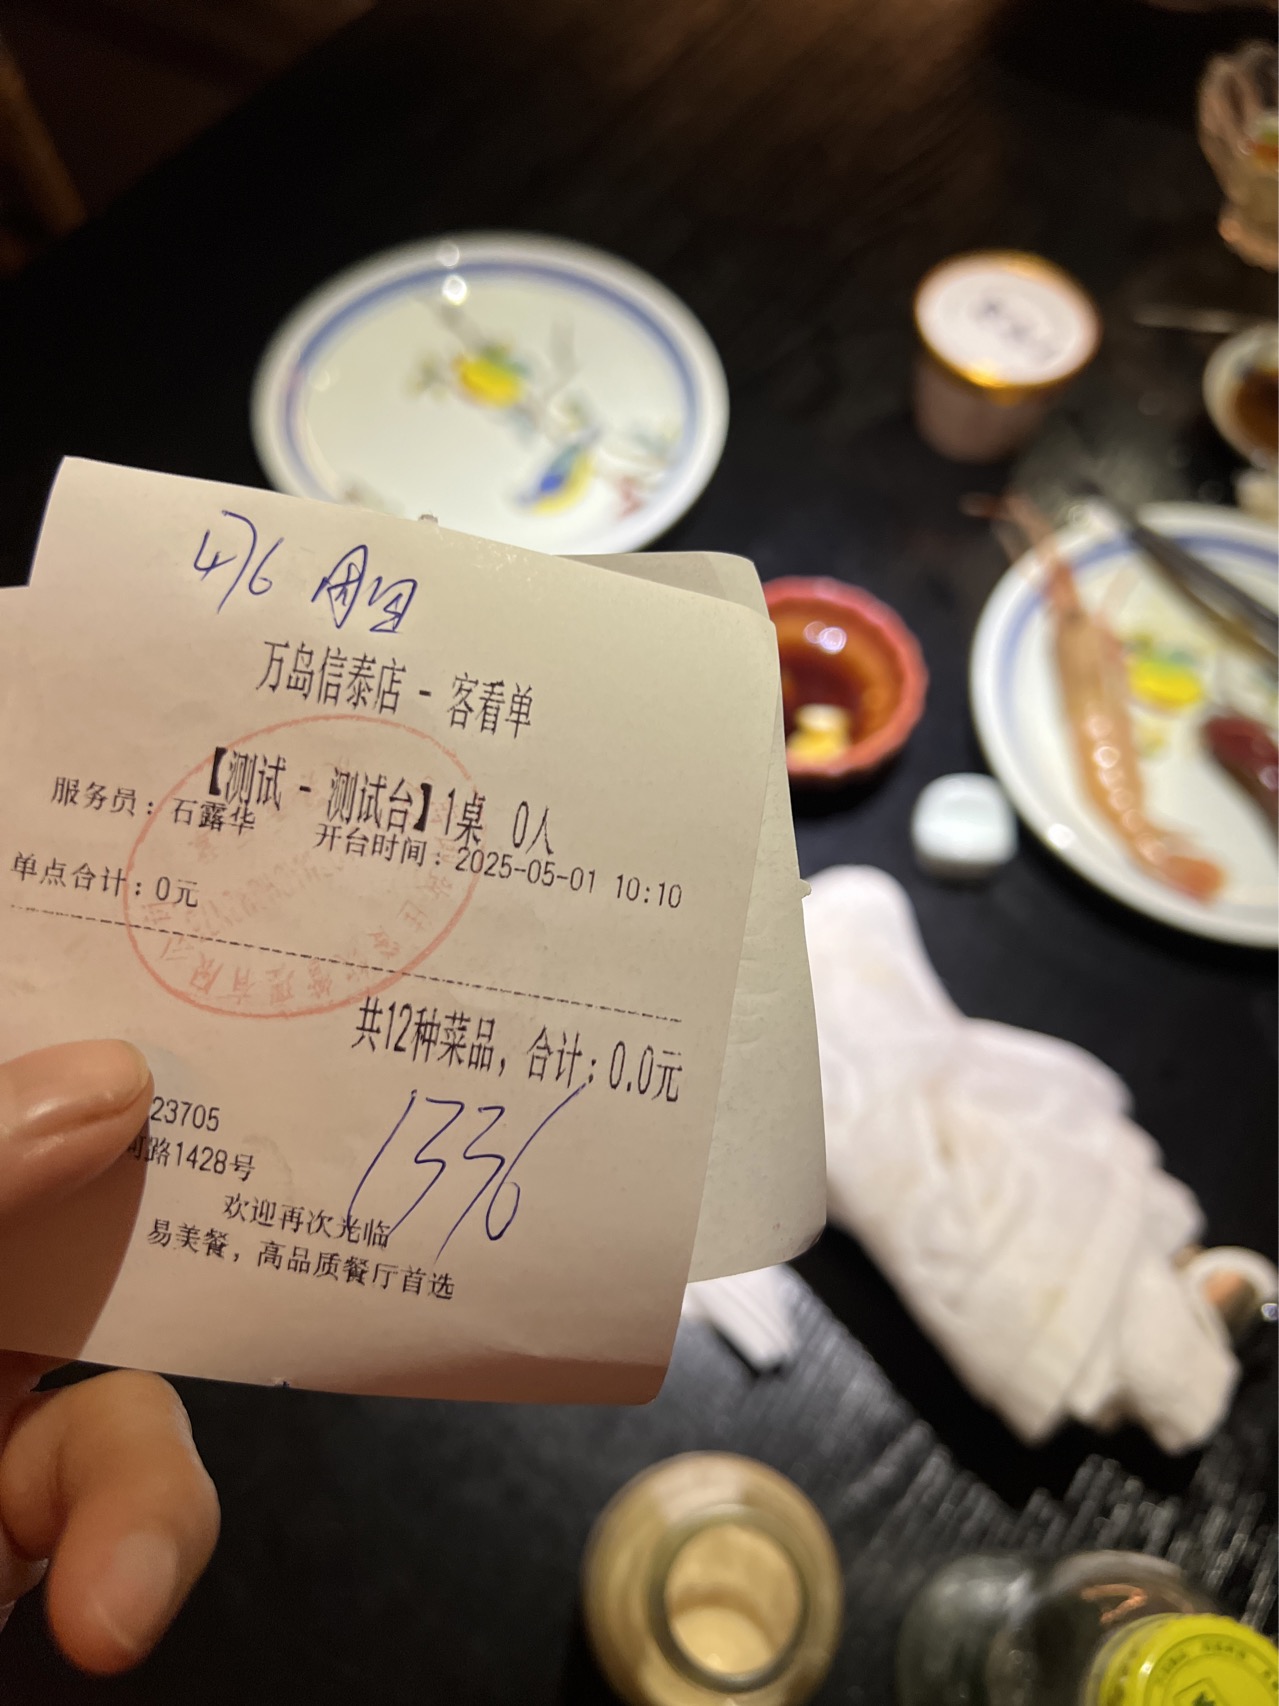 476
万岛信泰店 - 客看单
【测试 - 测试台】1桌 0人
服务员：石露华 开台时间：2025-05-01 10:10
单点合计：0元
共12种菜品，合计：0.0元
1336
23705
路1428号
欢迎再次光临
易美餐，高品质餐厅首选